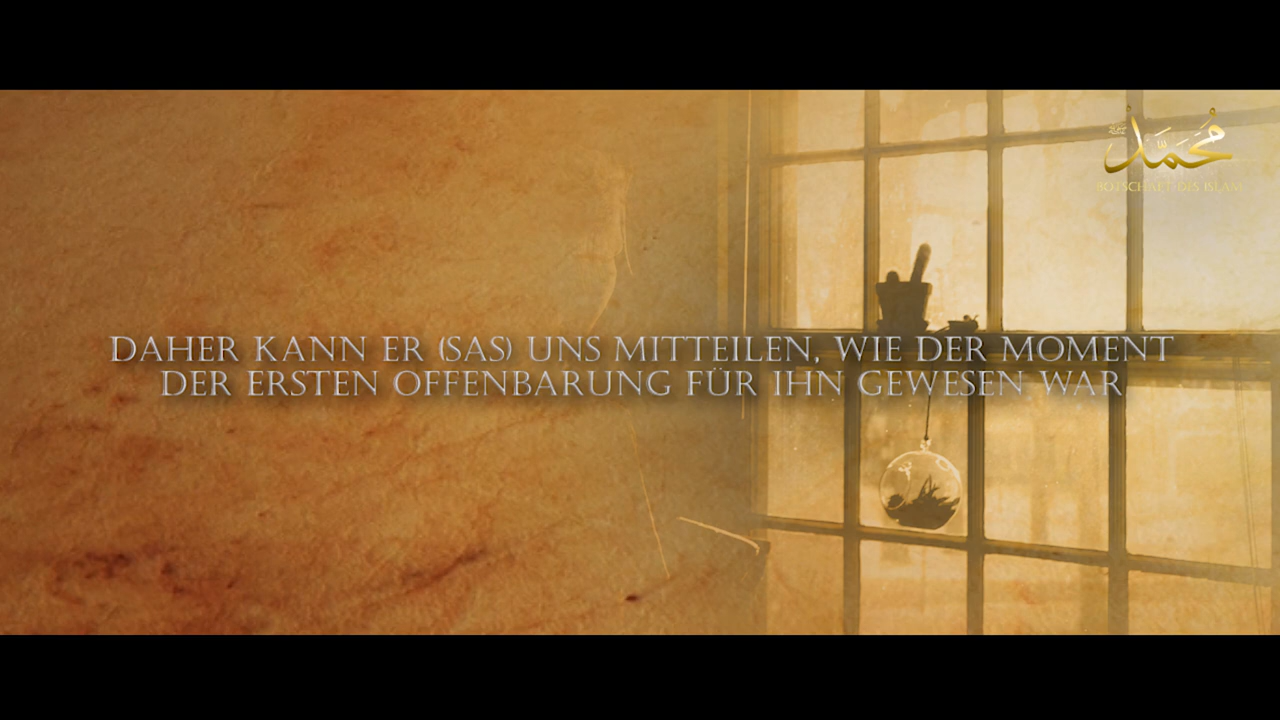 محمد
BOTSCHAFT DES ISLAM
DAHER KANN ER (SAS) UNS MITTEILEN, WIE DER MOMENT
DER ERSTEN OFFENBARUNG FÜR IHN GEWESEN WAR